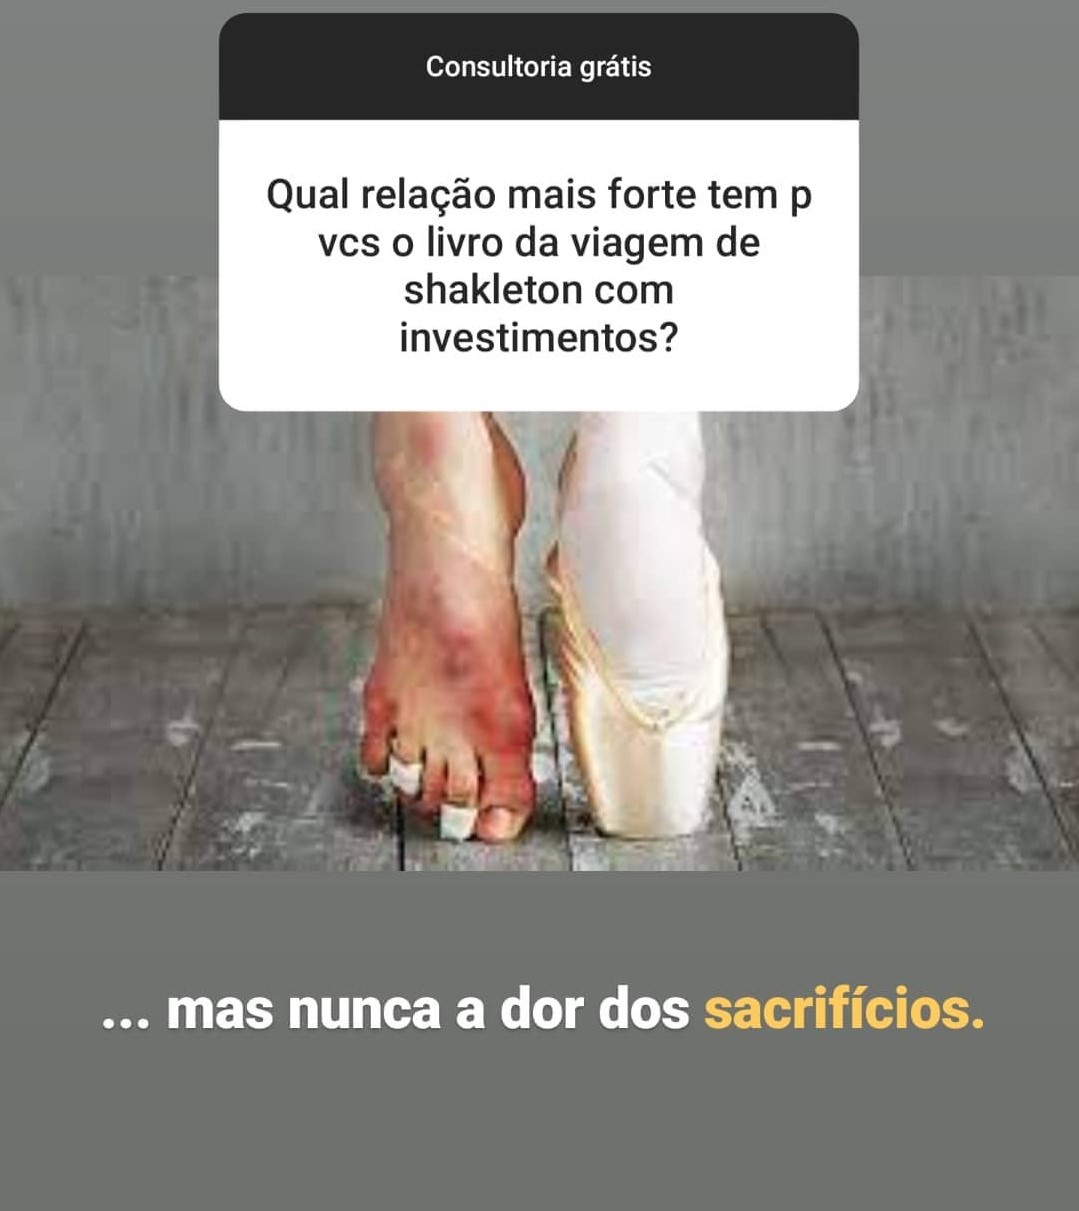 Consultoria grátis
Qual relação mais forte tem p
vcs o livro da viagem de
shakleton com
investimentos?
... mas nunca a dor dos sacrifícios.